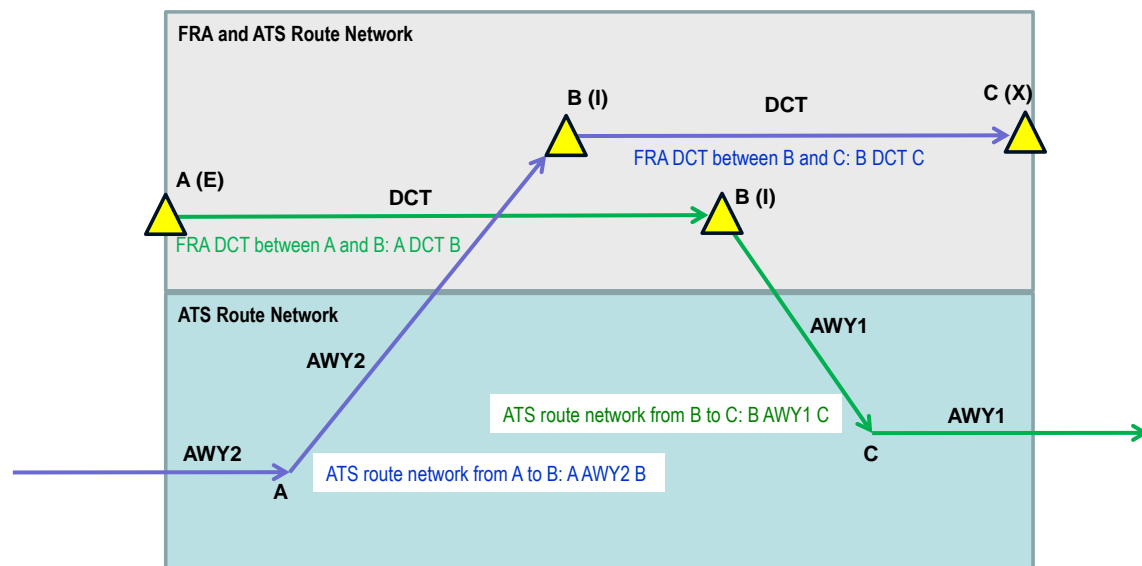 FRA and ATS Route Network
B (I)
DCT
C (X)
FRA DCT between B and C: B DCT C
A (E)
DCT
B (I)
FRA DCT between A and B: A DCT B
ATS Route Network
AWY1
AWY2
ATS route network from B to C: B AWY1 C
AWY1
C
AWY2
ATS route network from A to B: A AWY2 B
A